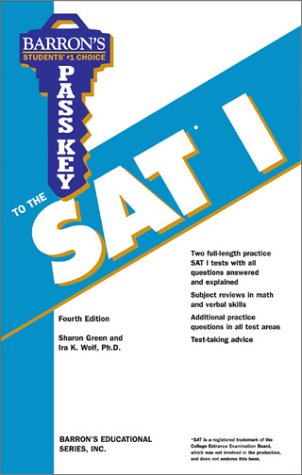 BARRON'S
STUDENTS' #1 CHOICE
PASS KEY
TO THE
SAT* I
Two full-length practice
SAT I tests with all
questions answered
and explained
Subject reviews in math
and verbal skills
Additional practice
questions in all test areas
Test-taking advice
Fourth Edition
Sharon Green and
Ira K. Wolf, Ph.D.
BARRON'S EDUCATIONAL
SERIES, INC.
*SAT is a registered trademark of the
College Entrance Examination Board,
which was not involved in the production,
and does not endorse this book.